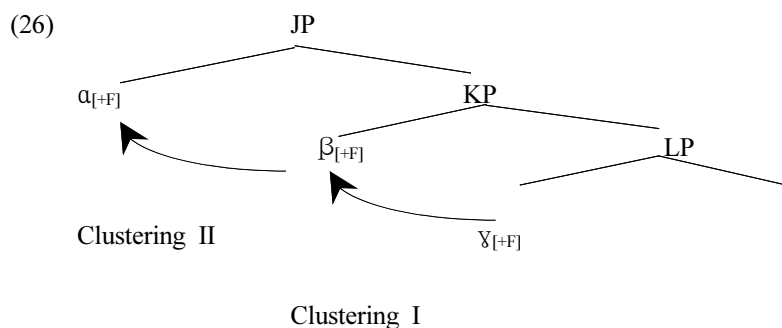 (26)
JP
α[+F]
KP
β[+F]
LP
Clustering II
ɣ[+F]
Clustering I